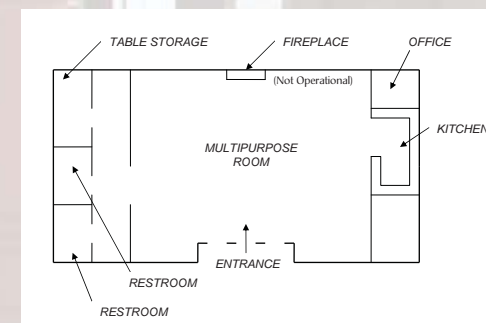 TABLE STORAGE
FIREPLACE
OFFICE
(Not Operational)
KITCHEN
MULTIPURPOSE
ROOM
ENTRANCE
RESTROOM
RESTROOM